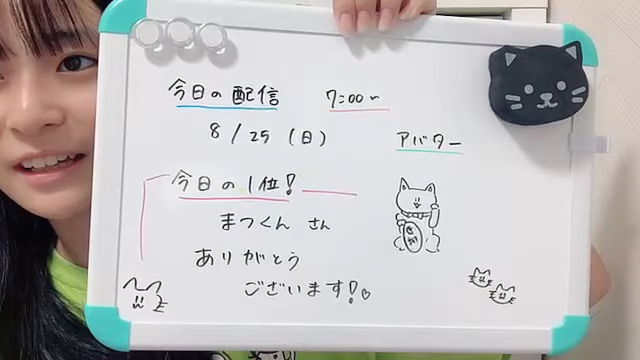 今日の配信 7:00~
8/25(日)
アバター
今日の1位!
まつくん さん
ありがとう
ございます!♡